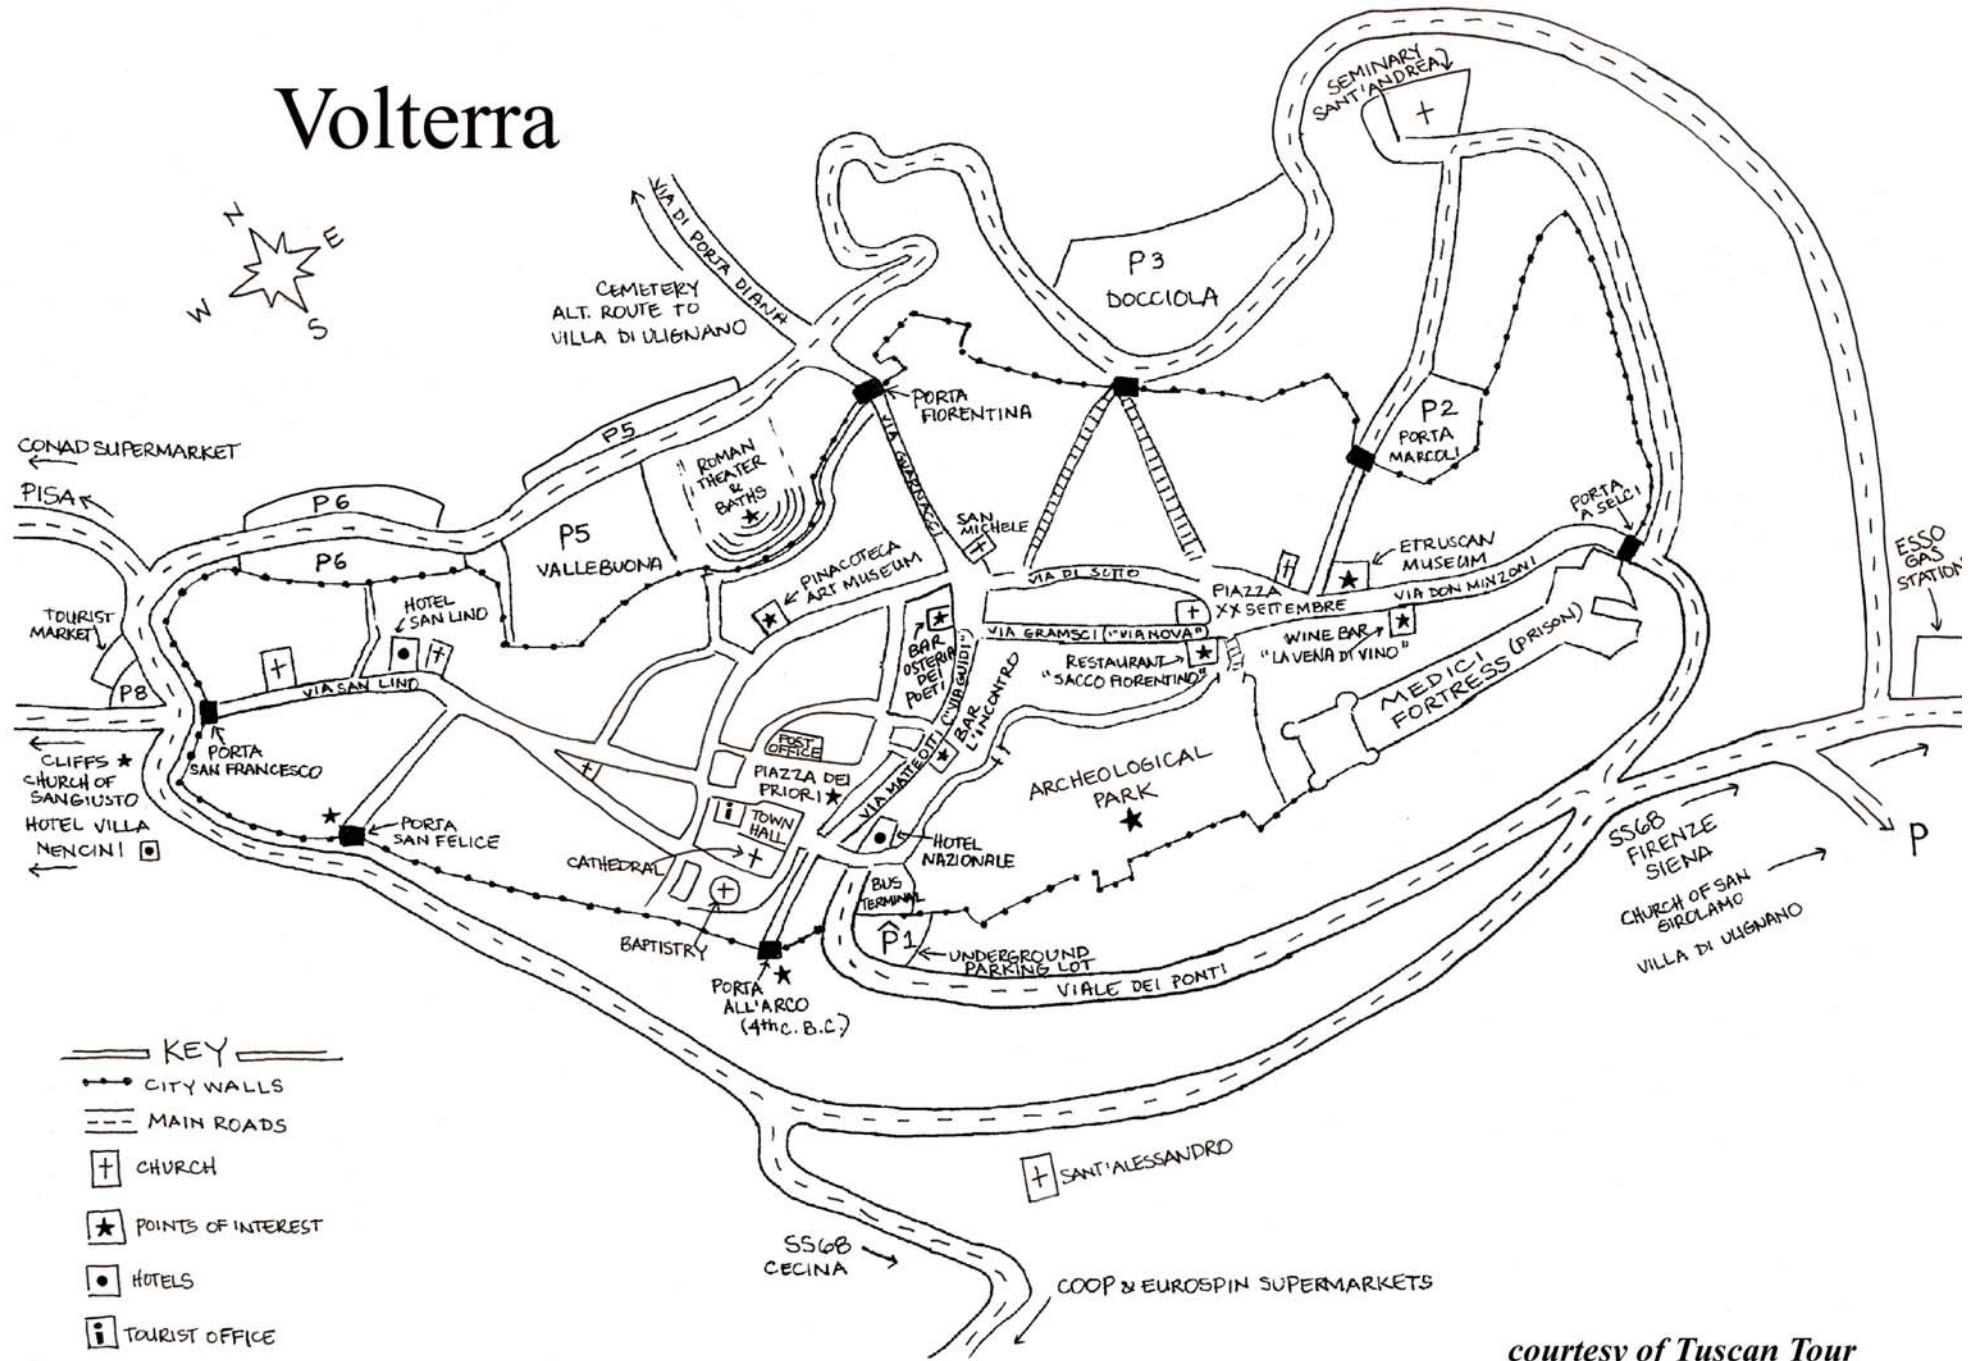 Volterra
N
E
W
S
SEMINARY
SANT'ANDREA
VIA DI PORTA DIANA
CEMETERY
ALT. ROUTE TO
VILLA DI ULIGNANO
P3
DOCCIOLA
PORTA
FIORENTINA
P2
PORTA
MARCOLI
CONAD SUPERMARKET
PISA
P5
P6
P6
P5
VALLEBUONA
ROMAN
THEATER
&
BATHS
VIA GUARNACCI
SAN
MICHELE
PORTA
A SELCI
ETRUSCAN
MUSEUM
ESSO
GAS
STATION
PINACOTECA
ART MUSEUM
VIA DI SOTTO
PIAZZA
XX SETTEMBRE
VIA DON MINZONI
TOURIST
MARKET
HOTEL
SAN LINO
P8
VIA SAN LINO
BAR
OSTERIA
DEI
POETI
VIA GRAMSCI ("VIA NOVA")
RESTAURANT
"SACCO FIORENTINO"
WINE BAR
"LA VENA DI VINO"
MEDICI
FORTRESS (PRISON)
VIA MATTEOTTI ("VIA GUIDI")
BAR
L'INCONTRO
POST
OFFICE
PIAZZA DEI
PRIORI
PORTA
SAN FRANCESCO
CLIFFS
CHURCH OF
SAN GIUSTO
HOTEL VILLA
NENCINI
PORTA
SAN FELICE
i
TOWN
HALL
CATHEDRAL
HOTEL
NAZIONALE
ARCHEOLOGICAL
PARK
BUS
TERMINAL
BAPTISTRY
P1
UNDERGROUND
PARKING LOT
VIALE DEI PONTI
PORTA
ALL'ARCO
(4th C. B.C.)
SS68
FIRENZE
SIENA
P
CHURCH OF SAN
GIROLAMO
VILLA DI ULIGNANO
KEY
CITY WALLS
MAIN ROADS
CHURCH
POINTS OF INTEREST
HOTELS
i TOURIST OFFICE
SANT'ALESSANDRO
SS68
CECINA
COOP & EUROSPIN SUPERMARKETS
courtesy of Tuscan Tour